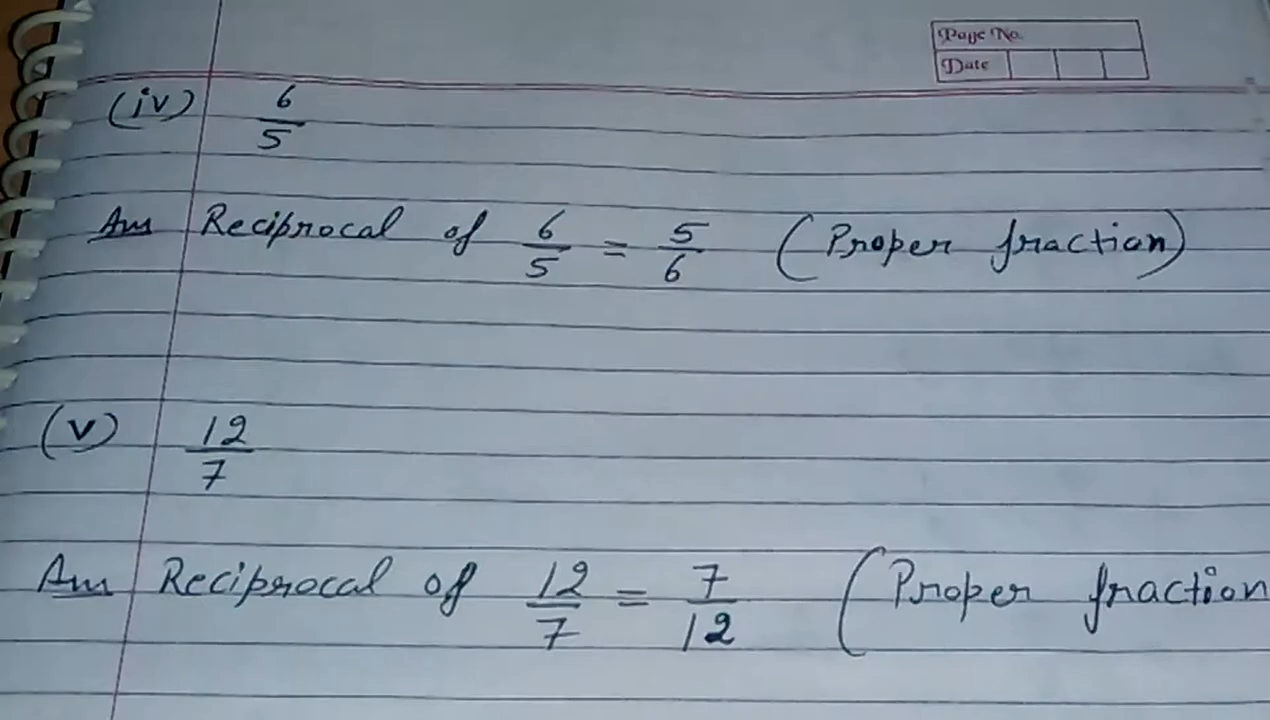 Page No.
Date
(iv) 6/5
Ans Reciprocal of 6/5 = 5/6 (Proper fraction)
(v) 12/7
Ans Reciprocal of 12/7 = 7/12 (Proper fraction